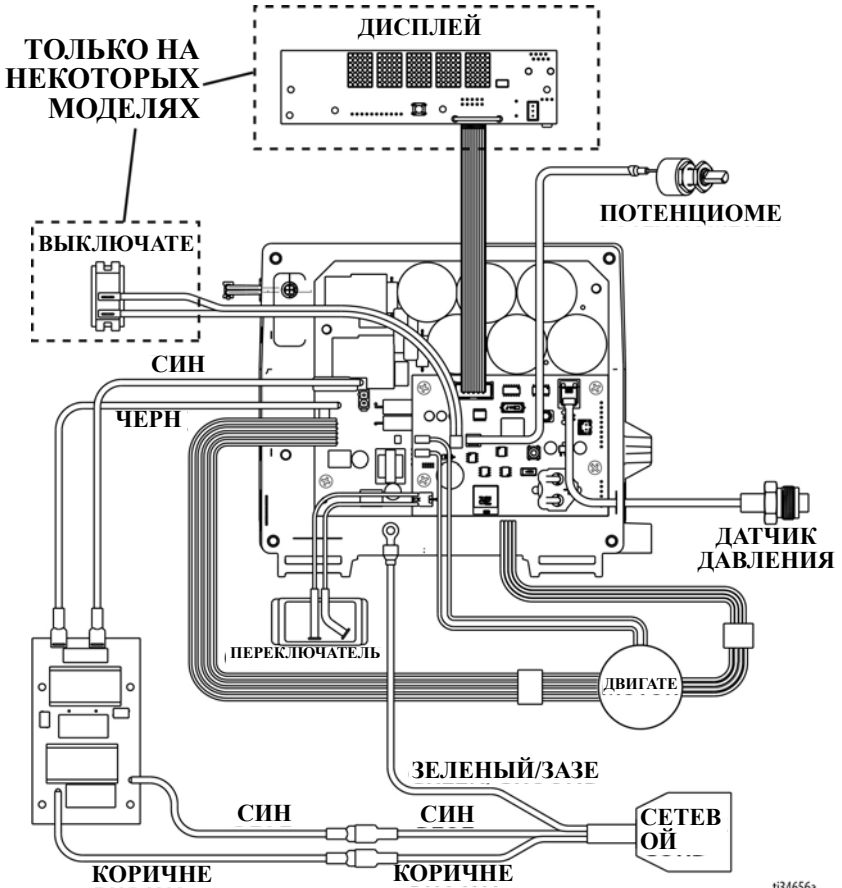 ДИСПЛЕЙ
ТОЛЬКО НА
НЕКОТОРЫХ
МОДЕЛЯХ
ПОТЕНЦИОМЕ
ВЫКЛЮЧАТЕ
СИН
ЧЕРН
ДАТЧИК
ДАВЛЕНИЯ
ПЕРЕКЛЮЧАТЕЛЬ
ДВИГАТЕ
ЗЕЛЕНЫЙ/ЗАЗЕ
СИН
СИН
СЕТЕВ
ОЙ
КОРИЧНЕ
КОРИЧНЕ
ti34656a